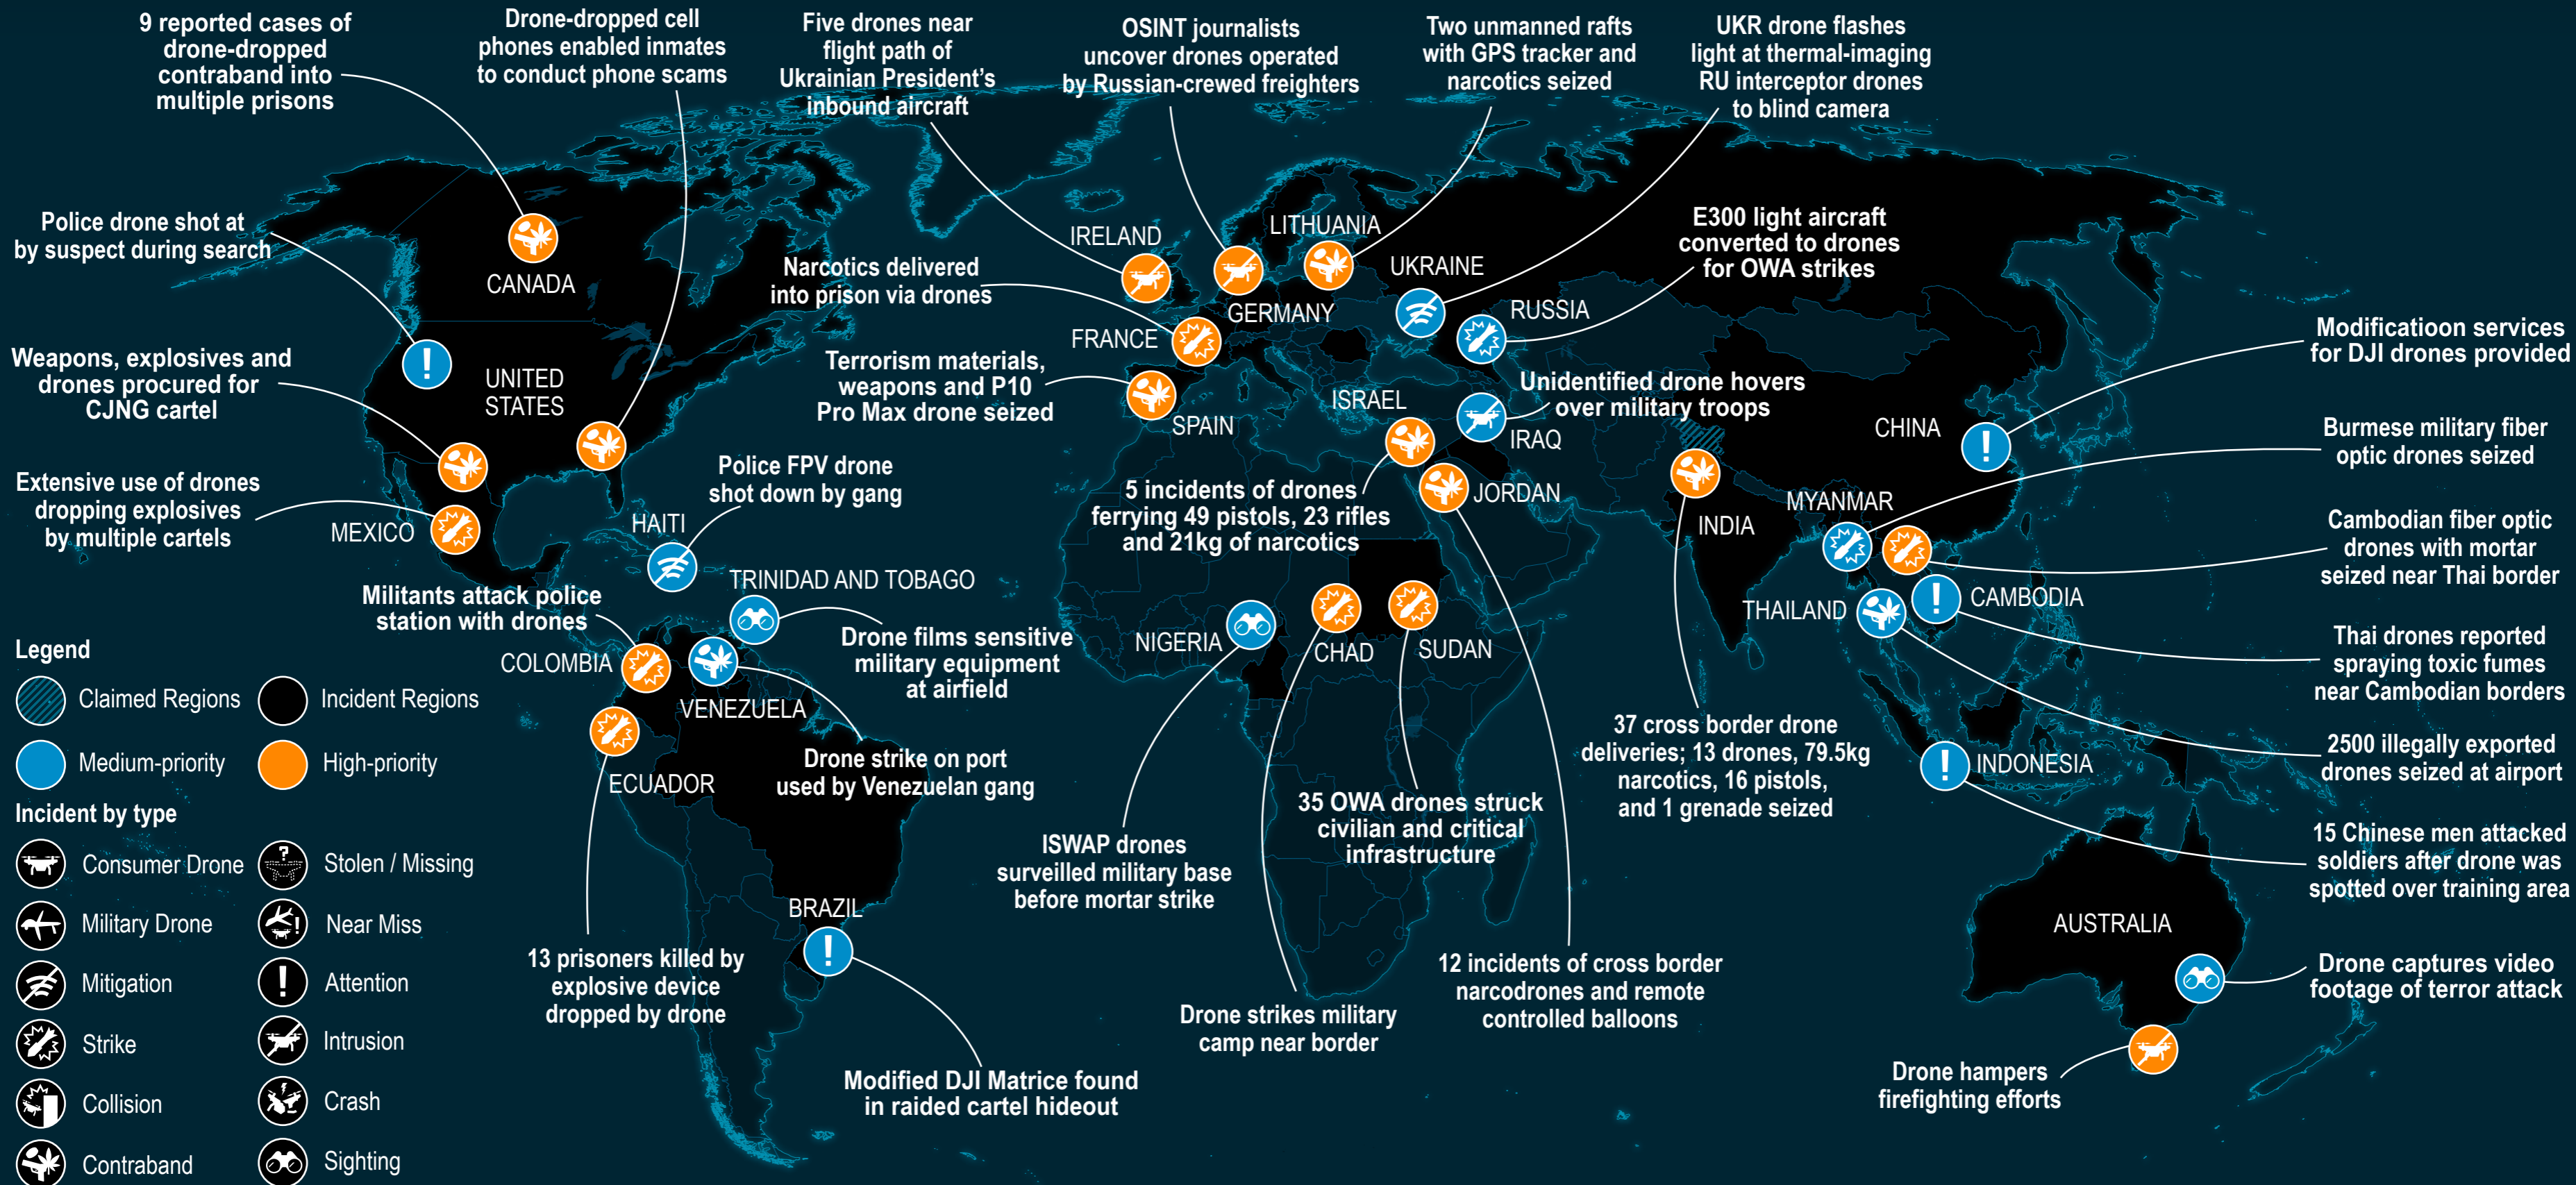 9 reported cases of
drone-dropped
contraband into
multiple prisons
Drone-dropped cell
phones enabled inmates
to conduct phone scams
Five drones near
flight path of
Ukrainian President's
inbound aircraft
OSINT journalists
uncover drones operated
by Russian-crewed freighters
Two unmanned rafts
with GPS tracker and
narcotics seized
UKR drone flashes
light at thermal-imaging
RU interceptor drones
to blind camera
Police drone shot at
by suspect during search
CANADA
Narcotics delivered
into prison via drones
IRELAND
LITHUANIA
UKRAINE
E300 light aircraft
converted to drones
for OWA strikes
GERMANY
RUSSIA
FRANCE
Weapons, explosives and
drones procured for
CJNG cartel
UNITED
STATES
Terrorism materials,
weapons and P10
Pro Max drone seized
SPAIN
ISRAEL
Unidentified drone hovers
over military troops
IRAQ
CHINA
Modificatioon services
for DJI drones provided
Burmese military fiber
optic drones seized
Extensive use of drones
dropping explosives
by multiple cartels
MEXICO
HAITI
Police FPV drone
shot down by gang
5 incidents of drones
ferrying 49 pistols, 23 rifles
and 21kg of narcotics
JORDAN
INDIA
MYANMAR
Cambodian fiber optic
drones with mortar
seized near Thai border
TRINIDAD AND TOBAGO
Militants attack police
station with drones
COLOMBIA
Drone films sensitive
military equipment
at airfield
NIGERIA
CHAD
SUDAN
THAILAND
CAMBODIA
Thai drones reported
spraying toxic fumes
near Cambodian borders
VENEZUELA
Drone strike on port
used by Venezuelan gang
ECUADOR
37 cross border drone
deliveries; 13 drones, 79.5kg
narcotics, 16 pistols,
and 1 grenade seized
INDONESIA
2500 illegally exported
drones seized at airport
35 OWA drones struck
civilian and critical
infrastructure
ISWAP drones
surveilled military base
before mortar strike
15 Chinese men attacked
soldiers after drone was
spotted over training area
BRAZIL
AUSTRALIA
13 prisoners killed by
explosive device
dropped by drone
12 incidents of cross border
narcodrones and remote
controlled balloons
Drone captures video
footage of terror attack
Drone strikes military
camp near border
Modified DJI Matrice found
in raided cartel hideout
Drone hampers
firefighting efforts
Legend
Claimed Regions
Incident Regions
Medium-priority
High-priority
Incident by type
Consumer Drone
Stolen / Missing
Military Drone
Near Miss
Mitigation
Attention
Strike
Intrusion
Collision
Crash
Contraband
Sighting